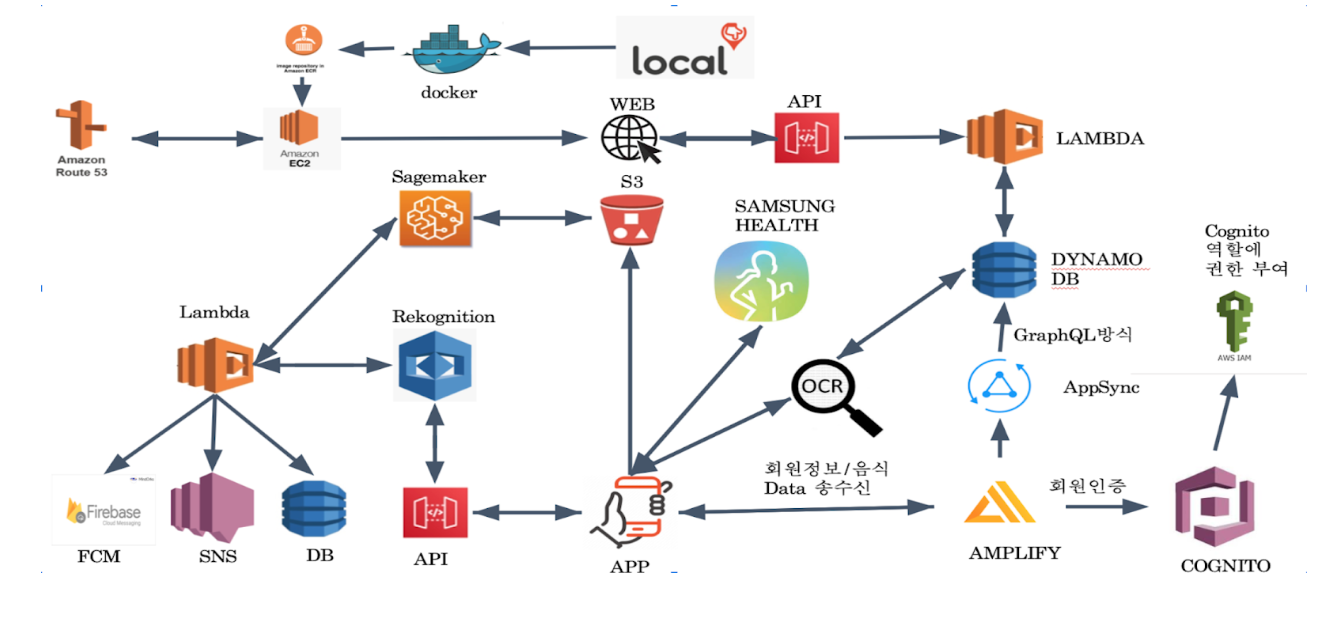 local
image repository in
Amazon ECR
docker
WEB
API
Amazon
Route 53
Amazon
EC2
LAMBDA
Sagemaker
S3
SAMSUNG
HEALTH
Cognito
역할에
권한 부여
DYNAMO
DB
Lambda
Rekognition
GraphQL방식
AWS IAM
OCR
AppSync
회원정보/음식
Data 송수신
회원인증
Firebase
Cloud Messaging
FCM
SNS
DB
API
APP
AMPLIFY
COGNITO